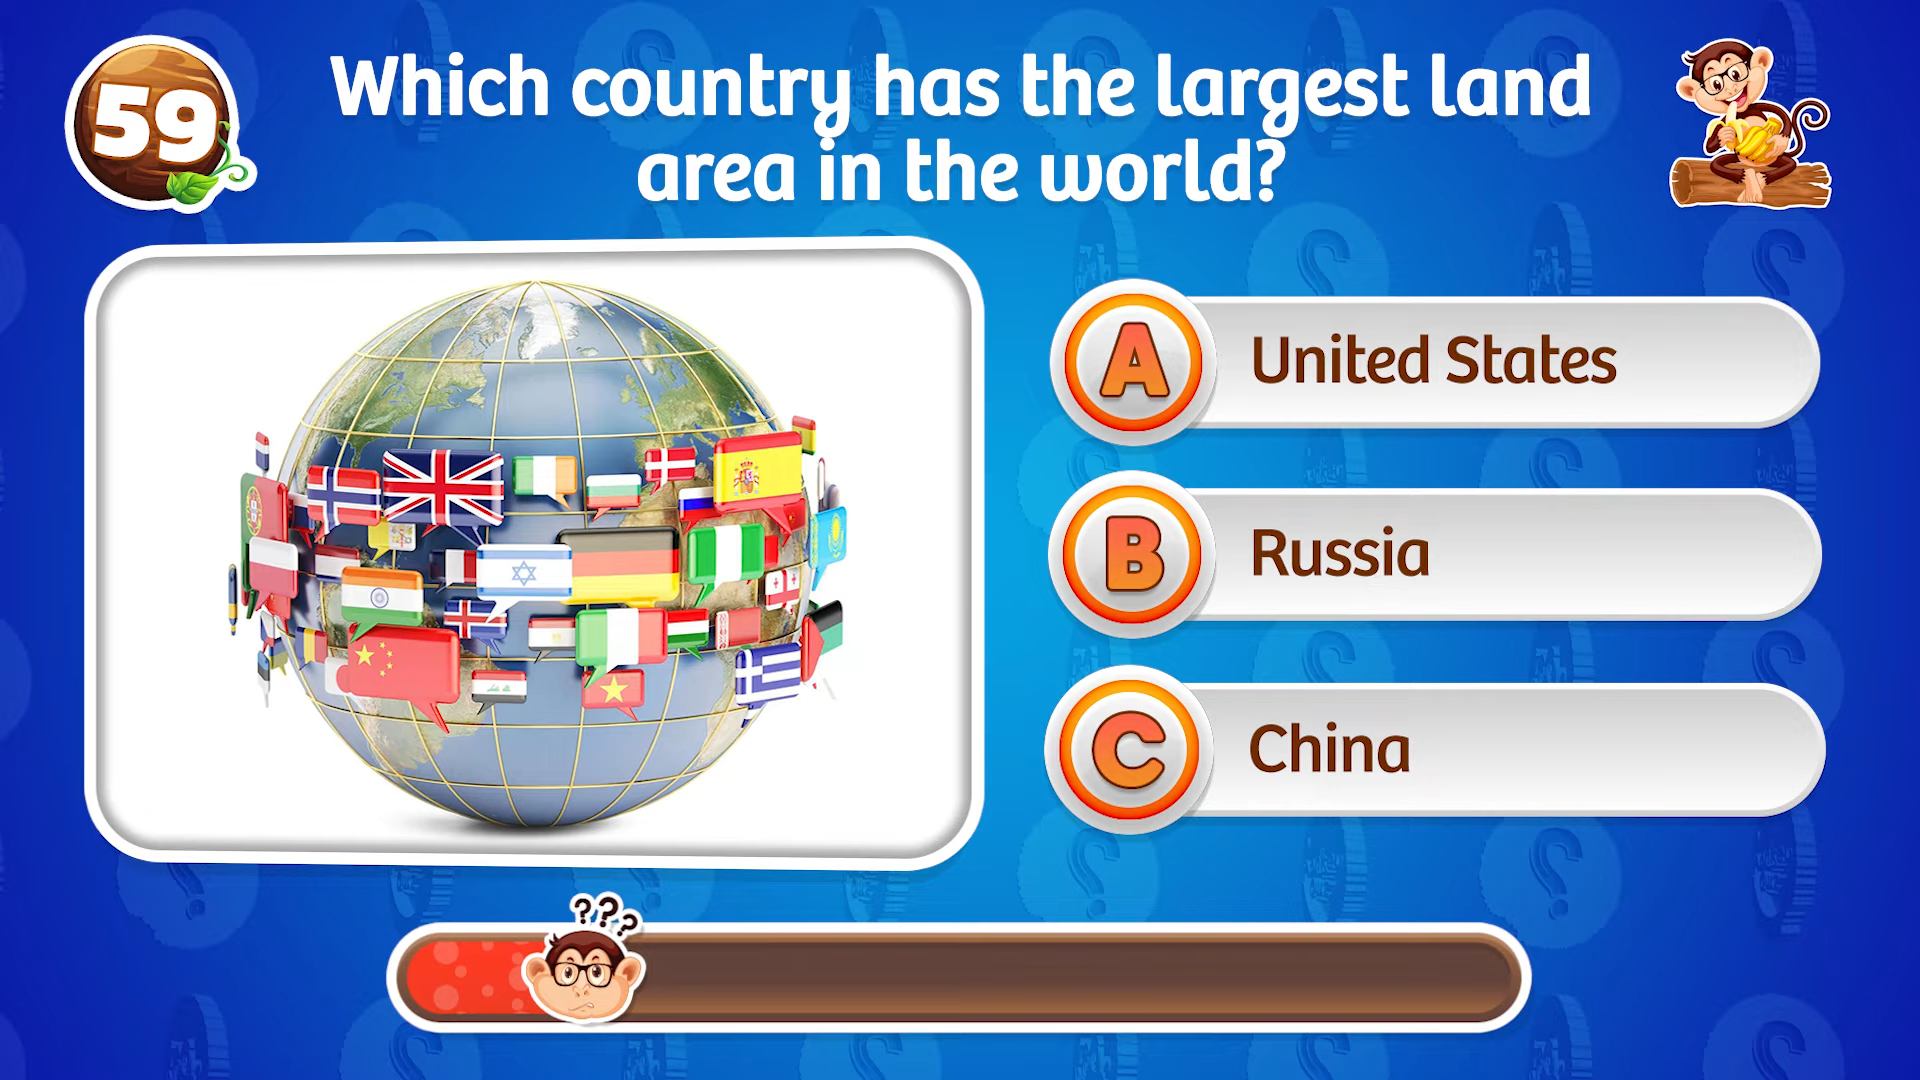 59
Which country has the largest land
area in the world?
A United States
B Russia
C China
???